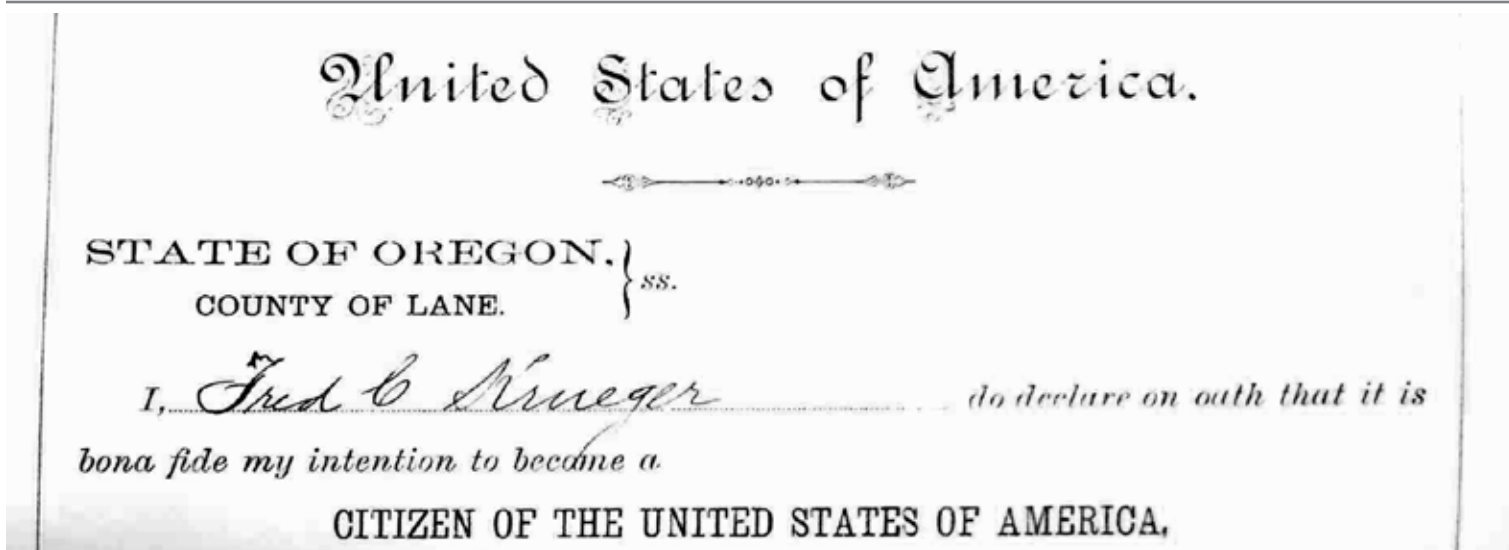 United States of America.
STATE OF OREGON,
COUNTY OF LANE.
} ss.
I, Fred C Krueger do declare on oath that it is
bona fide my intention to become a
CITIZEN OF THE UNITED STATES OF AMERICA,